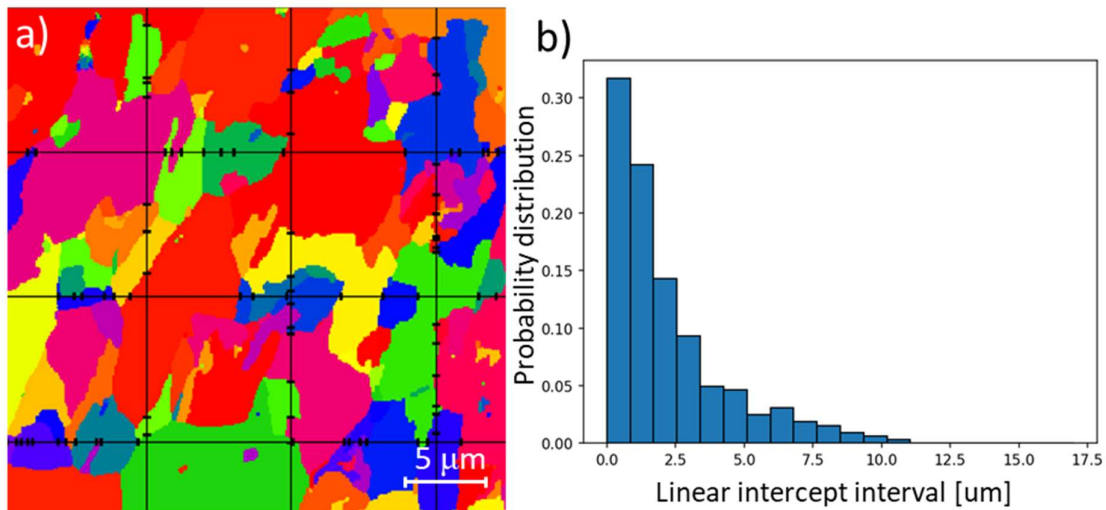 a)
5 μm
b)
Probability distribution
0.30
0.25
0.20
0.15
0.10
0.05
0.00
0.0 2.5 5.0 7.5 10.0 12.5 15.0 17.5
Linear intercept interval [um]